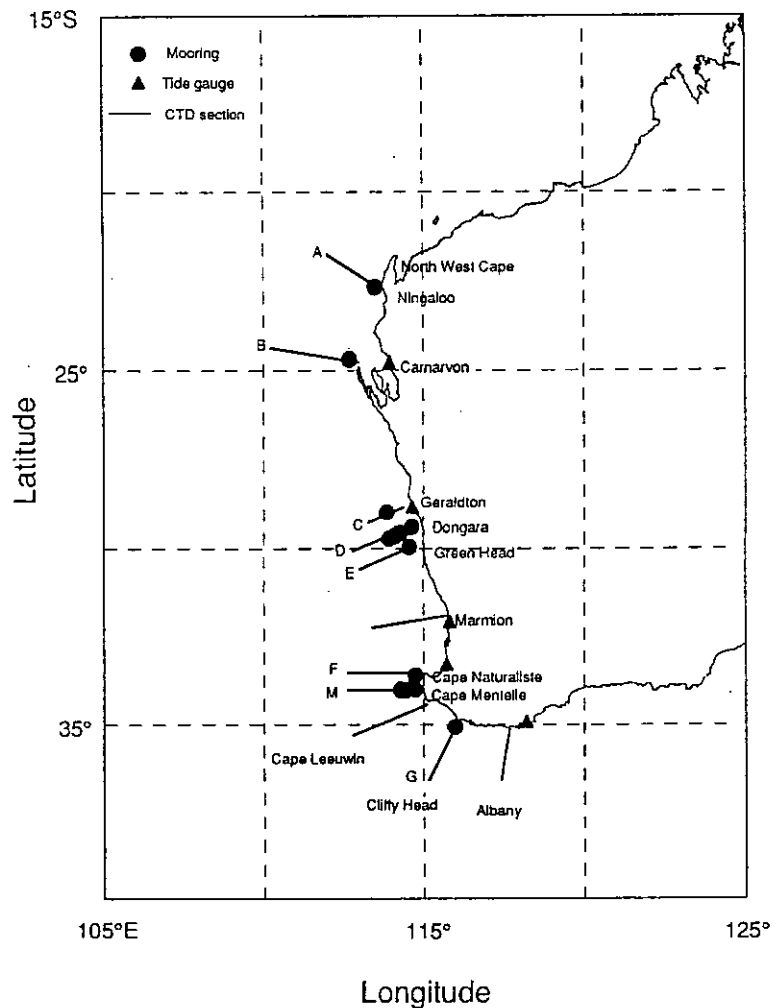 15°S
Mooring
Tide gauge
CTD section
A
North West Cape
Ningaloo
B
Carnarvon
25°
Latitude
Geraldton
C
Dongara
D
Green Head
E
Marmion
F
Cape Naturaliste
M
Cape Mentelle
35°
Cape Leeuwin
G
Cliffy Head
Albany
105°E
115°
125°
Longitude